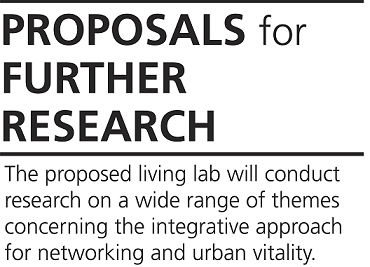 PROPOSALS for
FURTHER
RESEARCH
The proposed living lab will conduct
research on a wide range of themes
concerning the integrative approach
for networking and urban vitality.